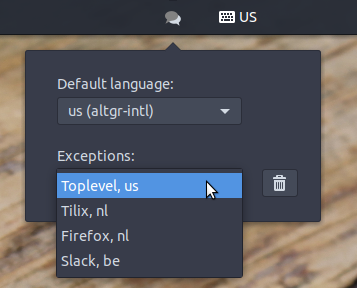 US
Default language:
us (altgr-intl)
Exceptions:
Toplevel, us
Tilix, nl
Firefox, nl
Slack, be